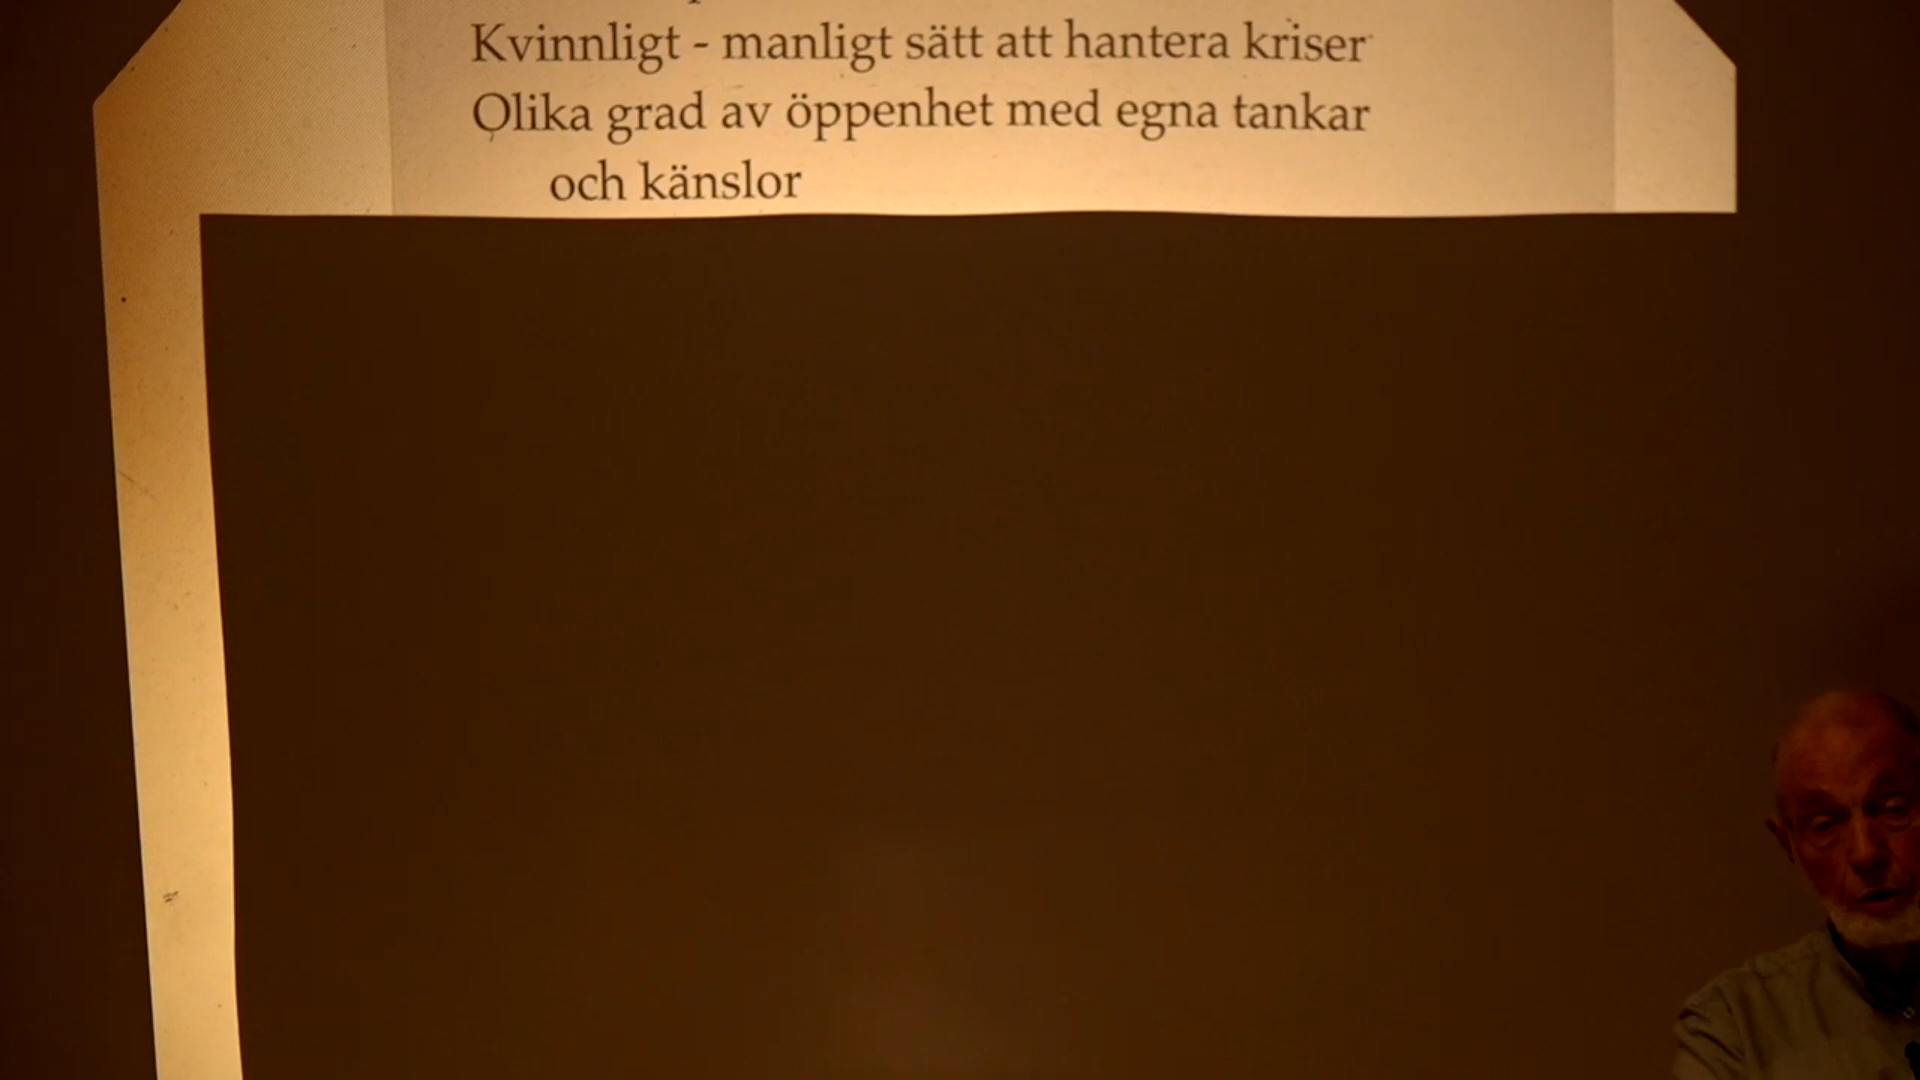 Kvinnligt - manligt sätt att hantera kriser
Olika grad av öppenhet med egna tankar
och känslor